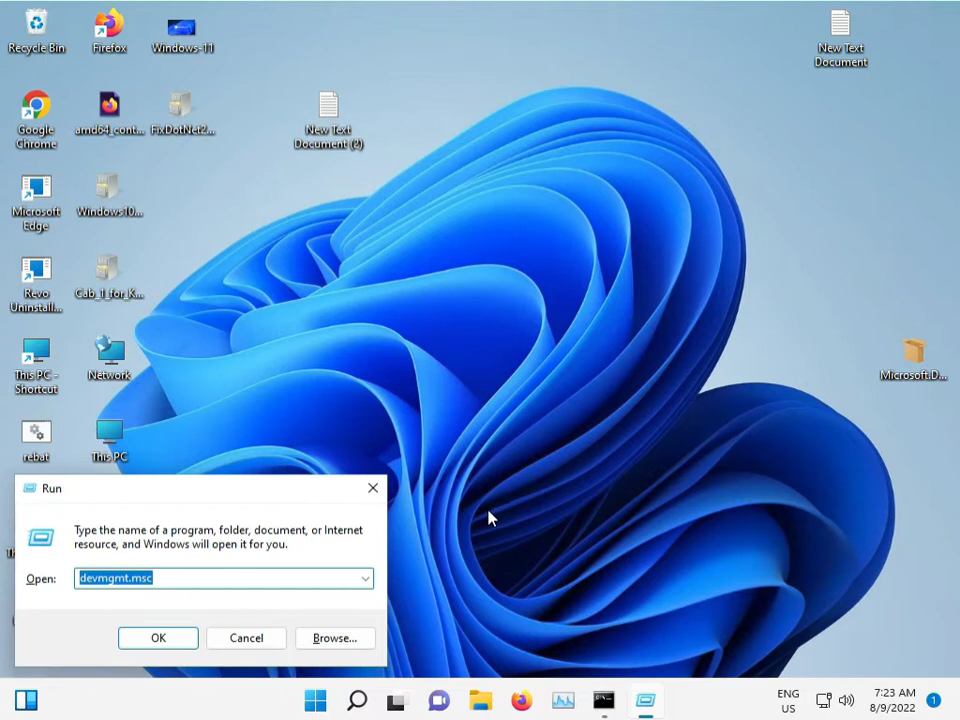 Recycle Bin
Firefox
Windows-11
New Text
Document
Google
Chrome
amd64_cont...
FixDotNet2...
New Text
Document (2)
Microsoft
Edge
Windows10...
Revo
Uninstall...
Cab_1_for_K...
This PC -
Shortcut
Network
Microsoft.D...
rebat
This PC
Run
Type the name of a program, folder, document, or Internet
resource, and Windows will open it for you.
Open:
devmgmt.msc
OK
Cancel
Browse...
ENG
US
7:23 AM
8/9/2022
1